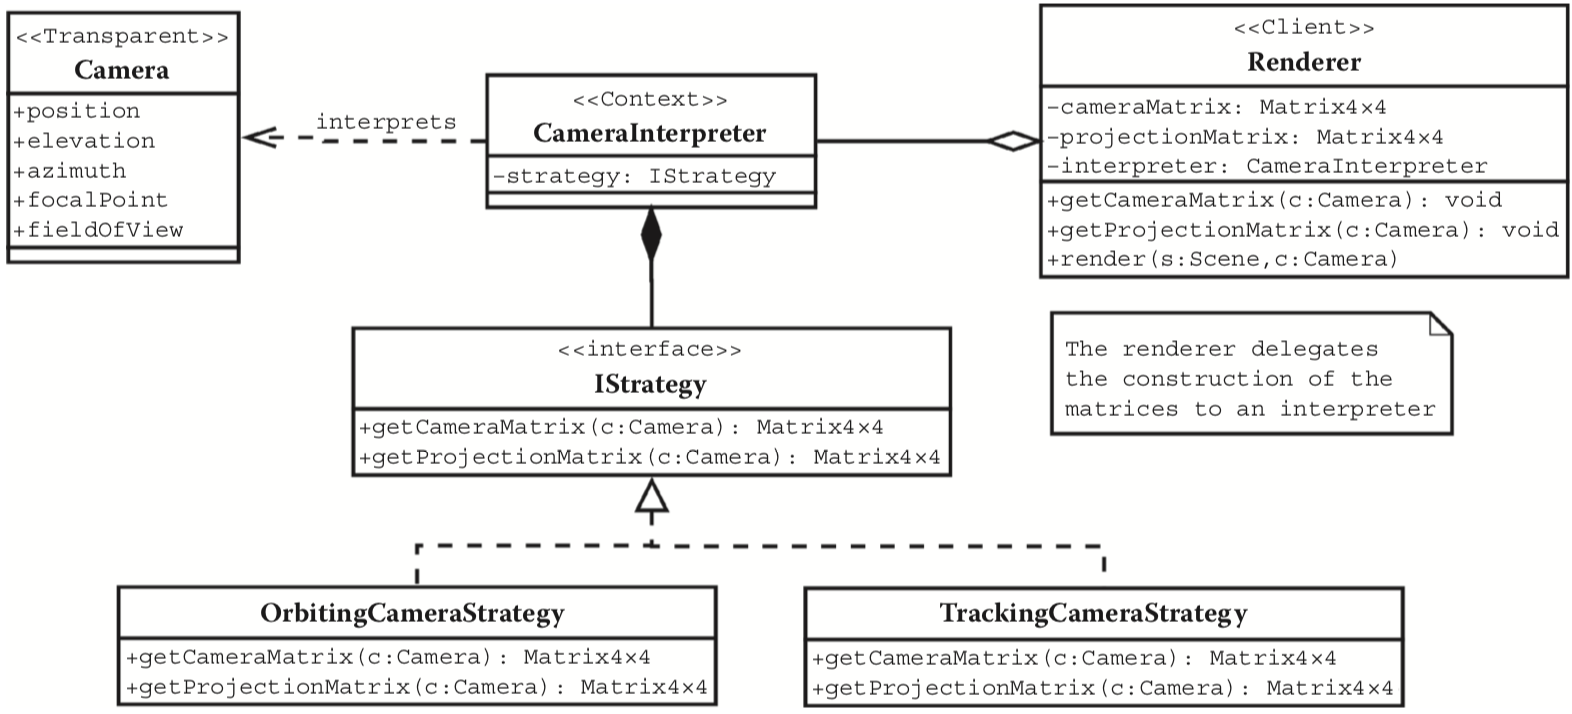 <<Transparent>>
Camera
+position
+elevation
+azimuth
+focalPoint
+fieldOfView
interprets
<<Context>>
CameraInterpreter
-strategy: IStrategy
<<Client>>
Renderer
-cameraMatrix: Matrix4×4
-projectionMatrix: Matrix4×4
-interpreter: CameraInterpreter
+getCameraMatrix(c:Camera): void
+getProjectionMatrix(c:Camera): void
+render(s:Scene,c:Camera)
The renderer delegates
the construction of the
matrices to an interpreter
<<interface>>
IStrategy
+getCameraMatrix(c:Camera): Matrix4×4
+getProjectionMatrix(c:Camera): Matrix4×4
OrbitingCameraStrategy
+getCameraMatrix(c:Camera): Matrix4×4
+getProjectionMatrix(c:Camera): Matrix4×4
TrackingCameraStrategy
+getCameraMatrix(c:Camera): Matrix4×4
+getProjectionMatrix(c:Camera): Matrix4×4